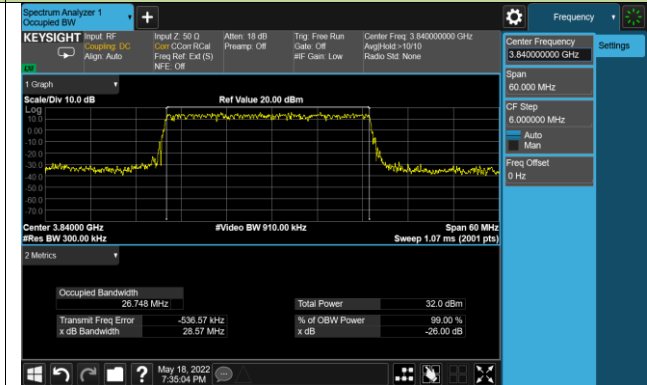 Spectrum Analyzer 1
Occupied BW
Frequency
KEYSIGHT
Input: RF
Coupling: DC
Align: Auto
Input Z: 50 Ω
Corr CCorr RCal
Freq Ref: Ext (S)
NFE: Off
Atten: 18 dB
Preamp: Off
Trig: Free Run
Gate: Off
#IF Gain: Low
Center Freq: 3.840000000 GHz
Avg|Hold:>10/10
Radio Std: None
1 Graph
Scale/Div 10.0 dB
Ref Value 20.00 dBm
Log
10.0
0.00
-10.0
-20.0
-30.0
-40.0
-50.0
-60.0
-70.0
Center 3.84000 GHz
#Video BW 910.00 kHz
Span 60 MHz
#Res BW 300.00 kHz
Sweep 1.07 ms (2001 pts)
2 Metrics
Occupied Bandwidth
26.748 MHz
Total Power
32.0 dBm
Transmit Freq Error
-536.57 kHz
% of OBW Power
99.00 %
x dB Bandwidth
28.57 MHz
x dB
-26.00 dB
May 18, 2022
7:35:04 PM
Center Frequency
3.840000000 GHz
Settings
Span
60.000 MHz
CF Step
6.000000 MHz
Auto
Man
Freq Offset
0 Hz